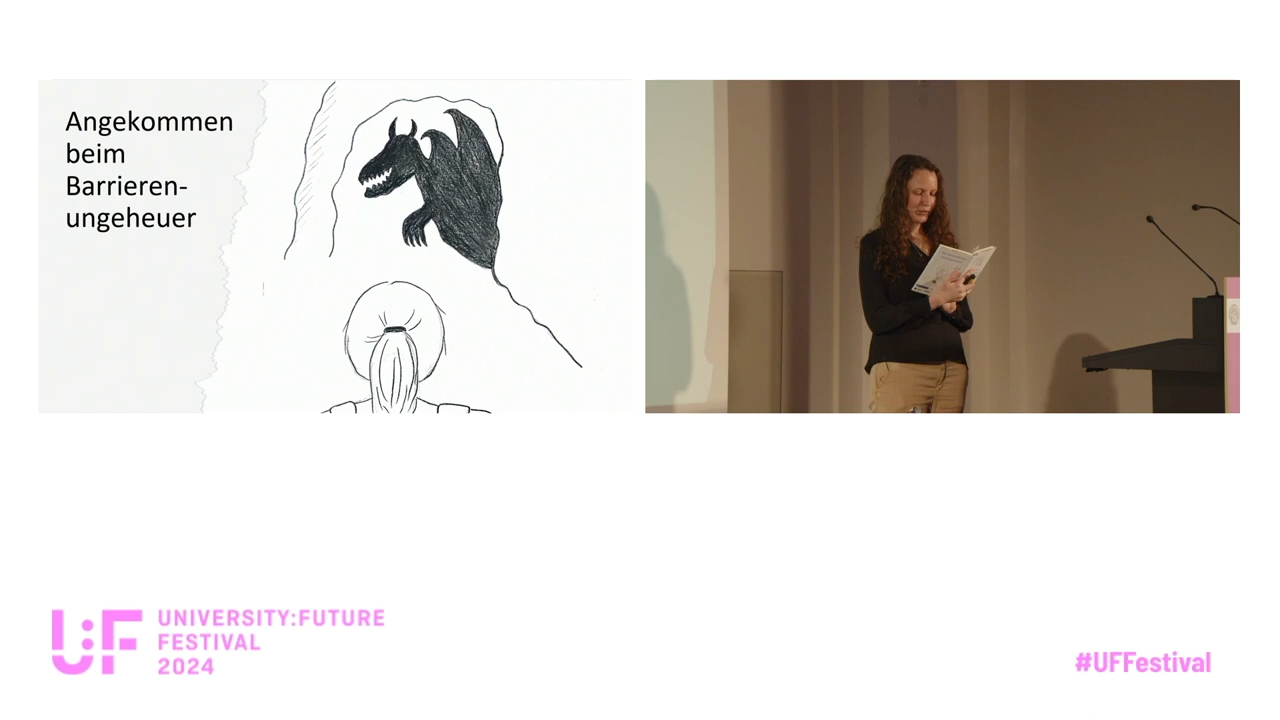 Angekommen
beim
Barrieren-
ungeheuer
U:F
UNIVERSITY:FUTURE
FESTIVAL
2024
#UFFestival